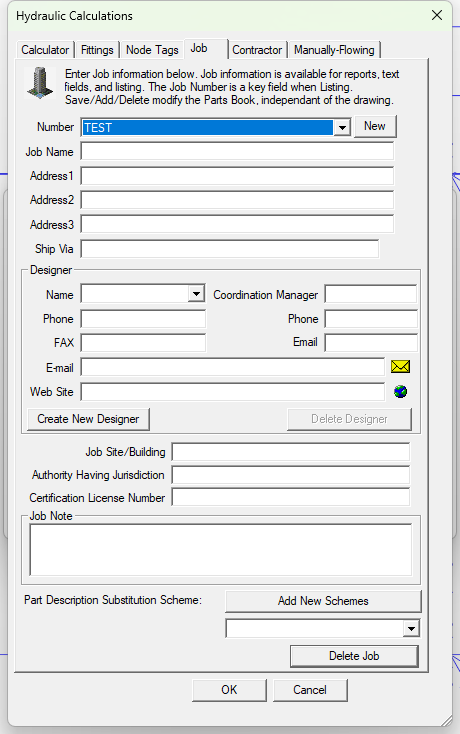 Hydraulic Calculations
Calculator Fittings Node Tags Job Contractor Manually-Flowing
Enter Job information below. Job information is available for reports, text
fields, and listing. The Job Number is a key field when Listing.
Save/Add/Delete modify the Parts Book, independant of the drawing.
Number TEST New
Job Name
Address1
Address2
Address3
Ship Via
Designer
Name Coordination Manager
Phone Phone
FAX Email
E-mail
Web Site
Create New Designer Delete Designer
Job Site/Building
Authority Having Jurisdiction
Certification License Number
Job Note
Part Description Substitution Scheme: Add New Schemes
Delete Job
OK Cancel